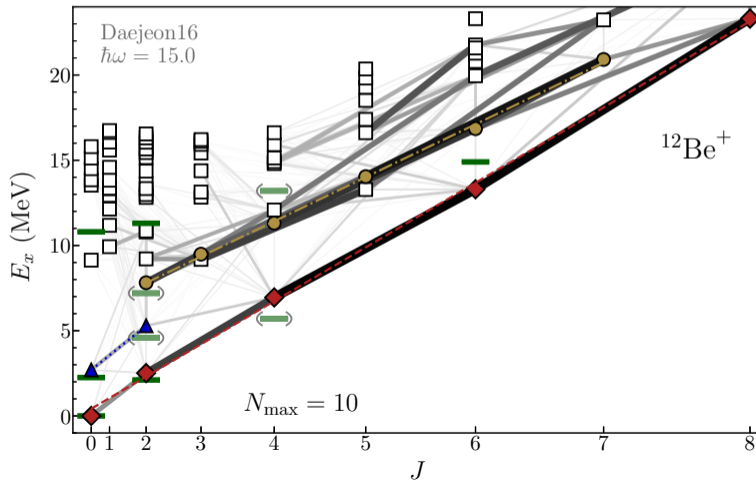 Daejeon16
ħω = 15.0
¹²Be⁺
N_max = 10
E_x (MeV)
20
15
10
5
0
0 1 2 3 4 5 6 7 8
J